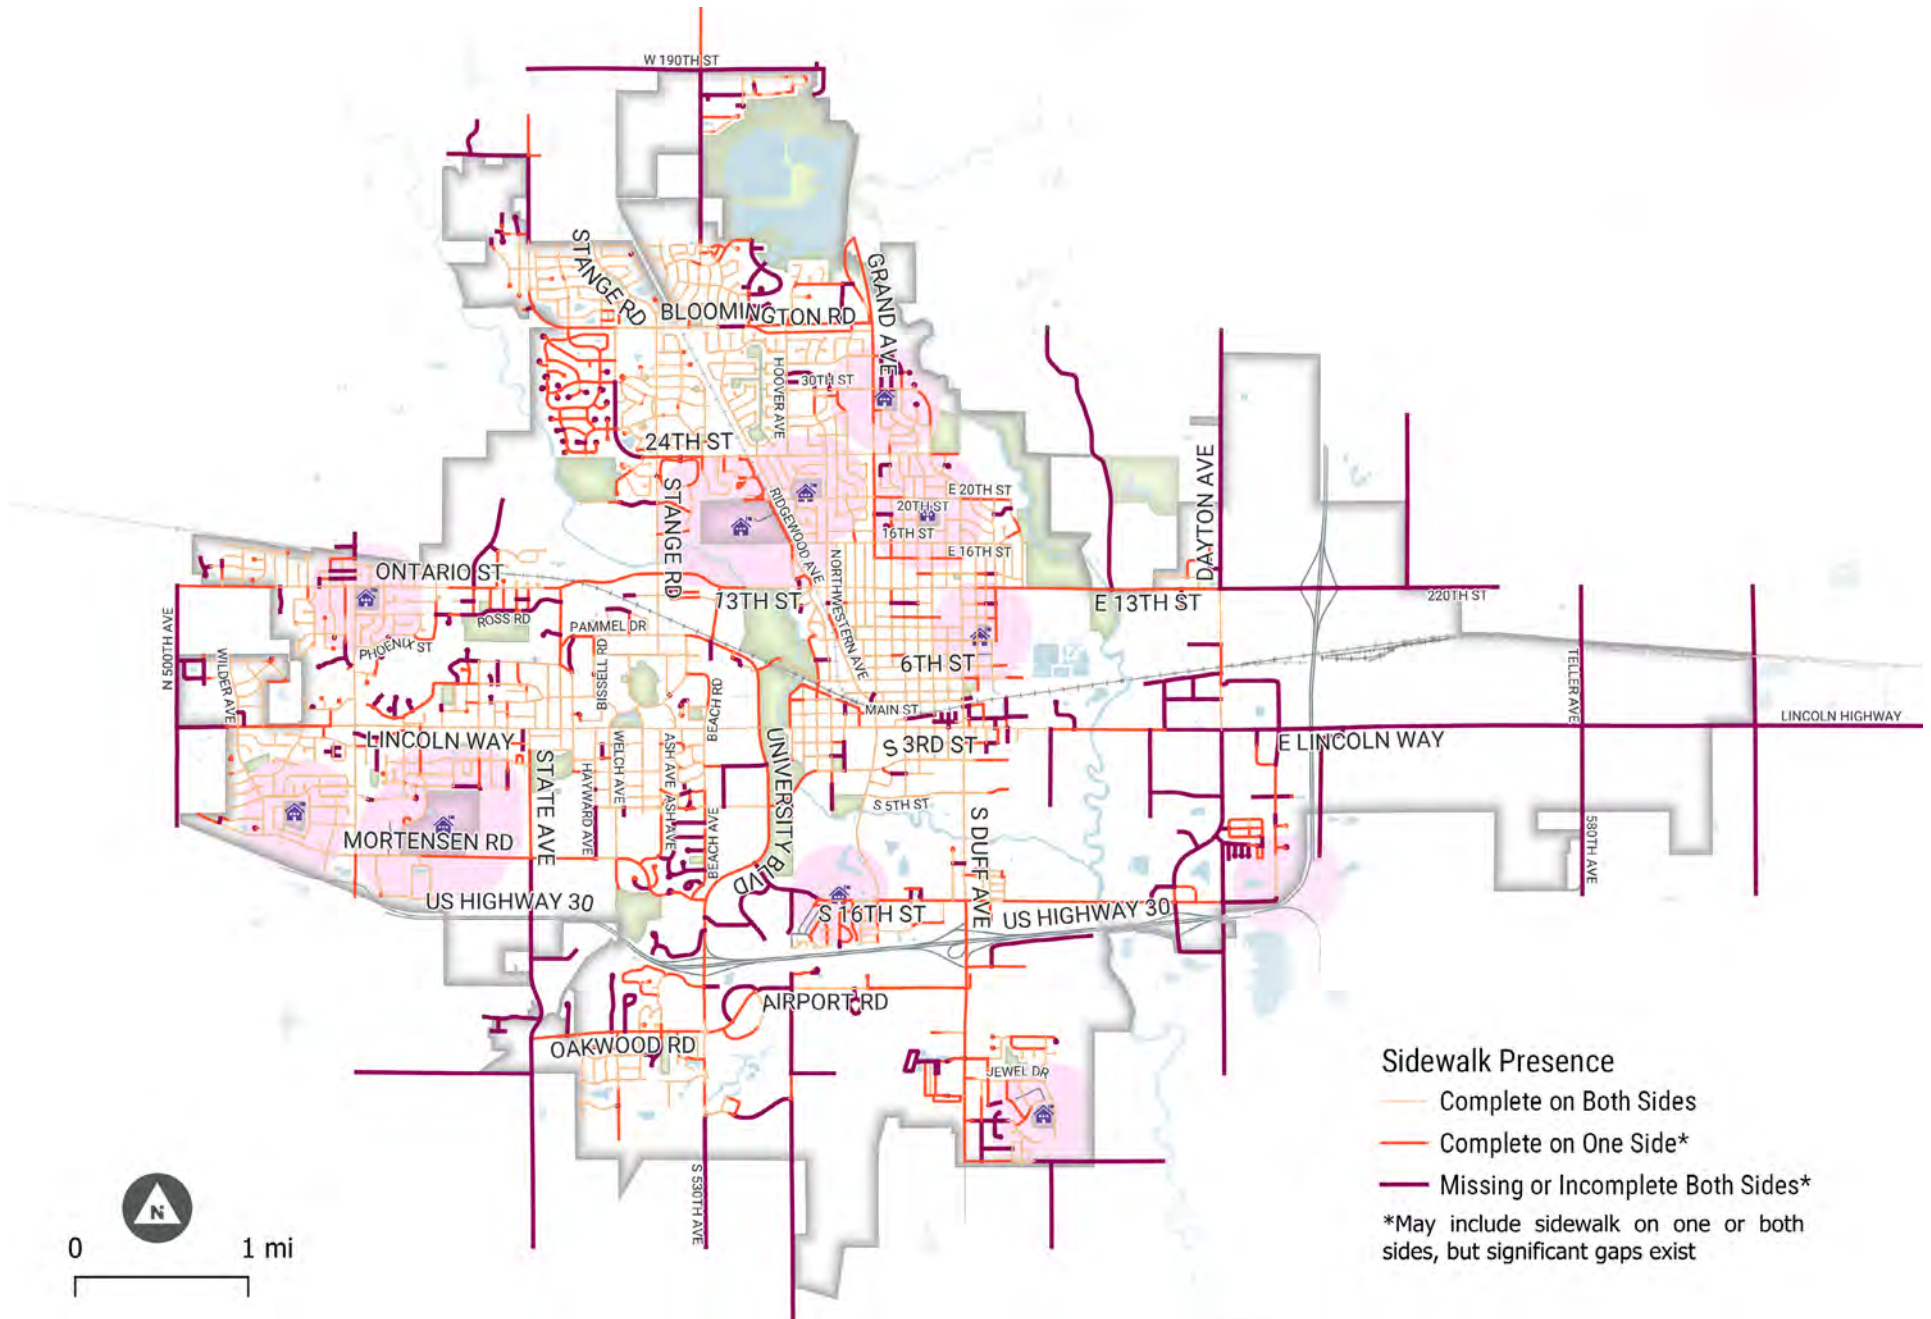 W 190TH ST
STANGE RD
GRAND AVE
BLOOMINGTON RD
HOOVER AVE
30TH ST
24TH ST
STANGE RD
RIDGEWOOD AVE
E 20TH ST
20TH ST
16TH ST
E 16TH ST
DAYTON AVE
NORTHWESTERN AVE
ONTARIO ST
13TH ST
E 13TH ST
220TH ST
N 500TH AVE
ROSS RD
PAMMEL DR
PHOENIX ST
WILDER AVE
BISSELL RD
6TH ST
TELLER AVE
BEACH RD
MAIN ST
LINCOLN HIGHWAY
LINCOLN WAY
S 3RD ST
E LINCOLN WAY
STATE AVE
HAYWARD AVE
WELCH AVE
ASH AVE
ASH AVE
UNIVERSITY BLVD
S 5TH ST
BEACH AVE
S DUFF AVE
580TH AVE
MORTENSEN RD
US HIGHWAY 30
S 16TH ST
US HIGHWAY 30
AIRPORT RD
OAKWOOD RD
JEWEL DR
S 530TH AVE
Sidewalk Presence
Complete on Both Sides
Complete on One Side*
Missing or Incomplete Both Sides*
*May include sidewalk on one or both
sides, but significant gaps exist
N
0 1 mi